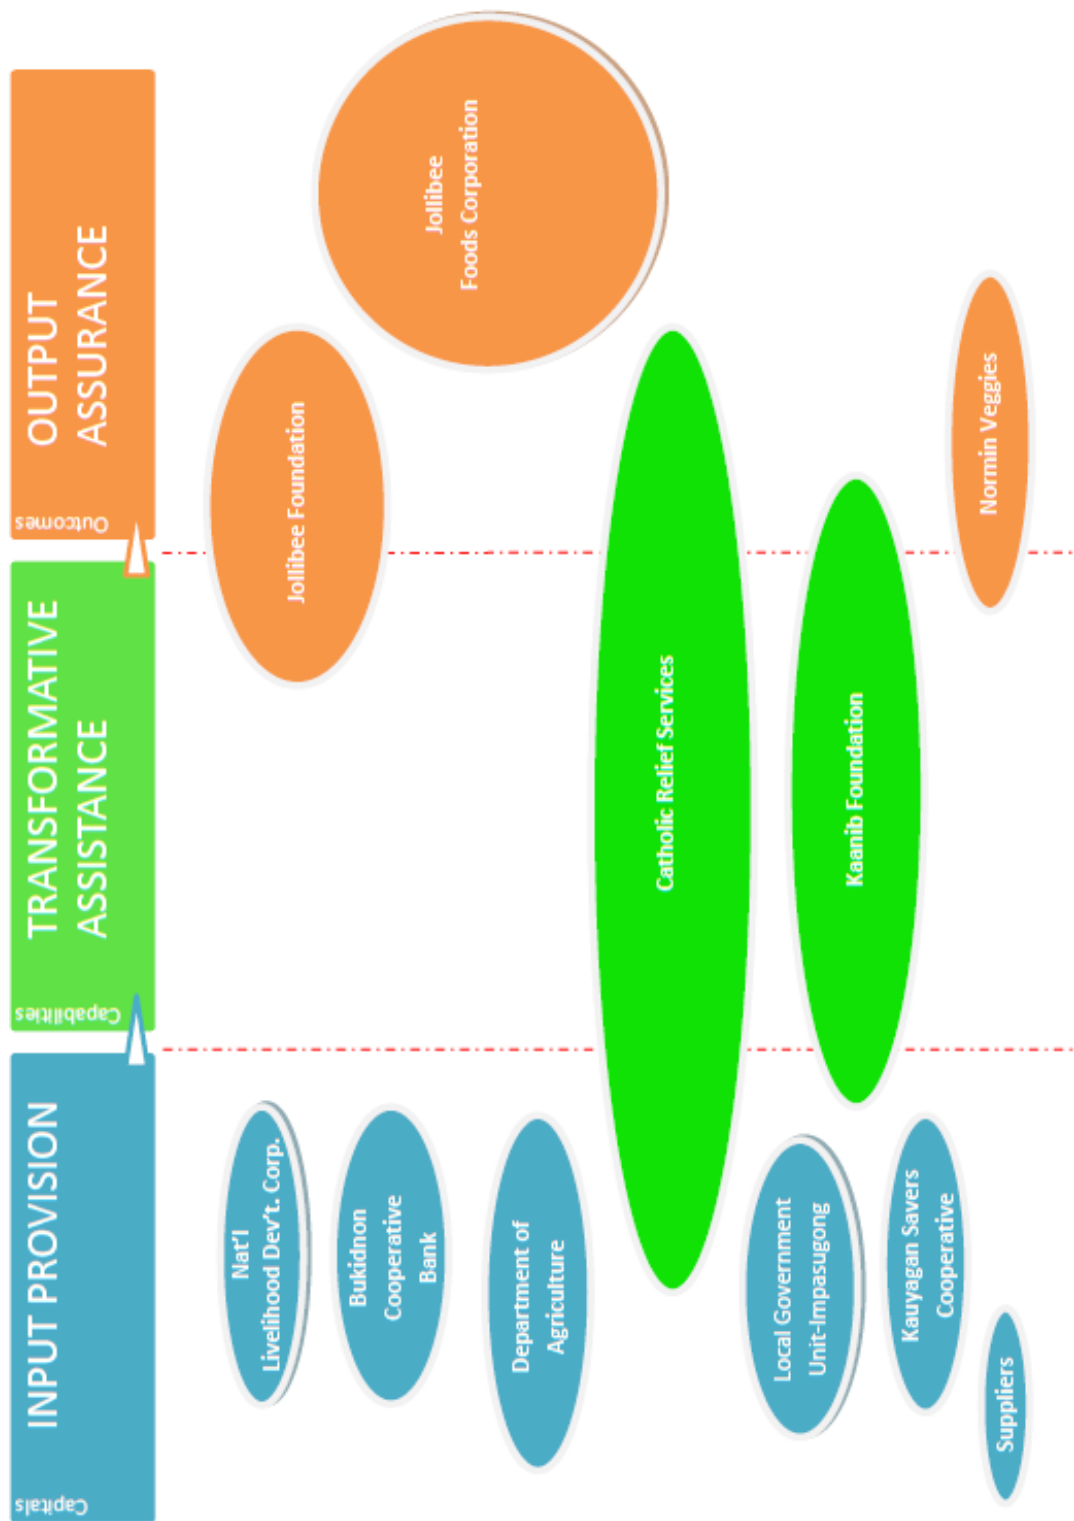 Capitals
INPUT PROVISION
Capabilities
TRANSFORMATIVE
ASSISTANCE
Outcomes
OUTPUT
ASSURANCE
Nat'l
Livelihood Dev't. Corp.
Bukidnon
Cooperative
Bank
Department of
Agriculture
Local Government
Unit-Impasugong
Kauyagan Savers
Cooperative
Suppliers
Catholic Relief Services
Kaanib Foundation
Jollibee Foundation
Jollibee
Foods Corporation
Normin Veggies